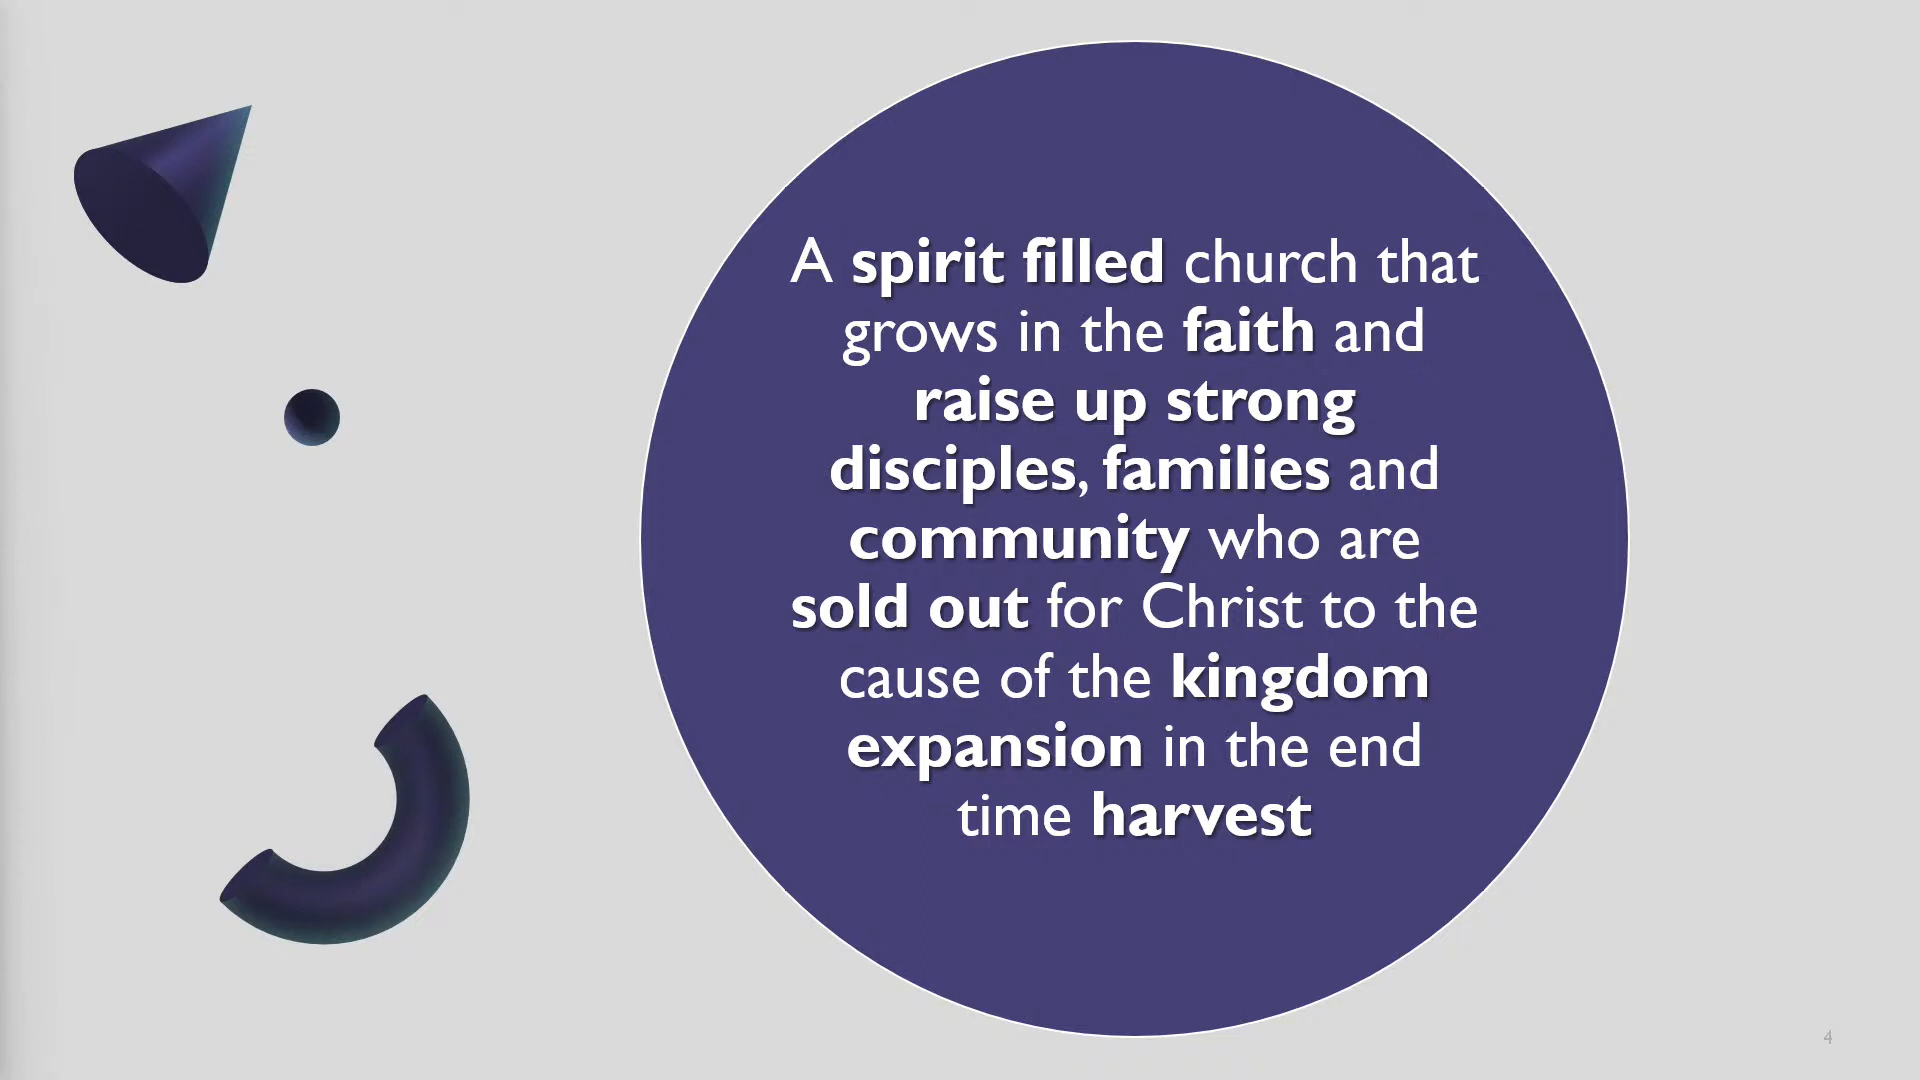 A spirit filled church that
grows in the faith and
raise up strong
disciples, families and
community who are
sold out for Christ to the
cause of the kingdom
expansion in the end
time harvest
4